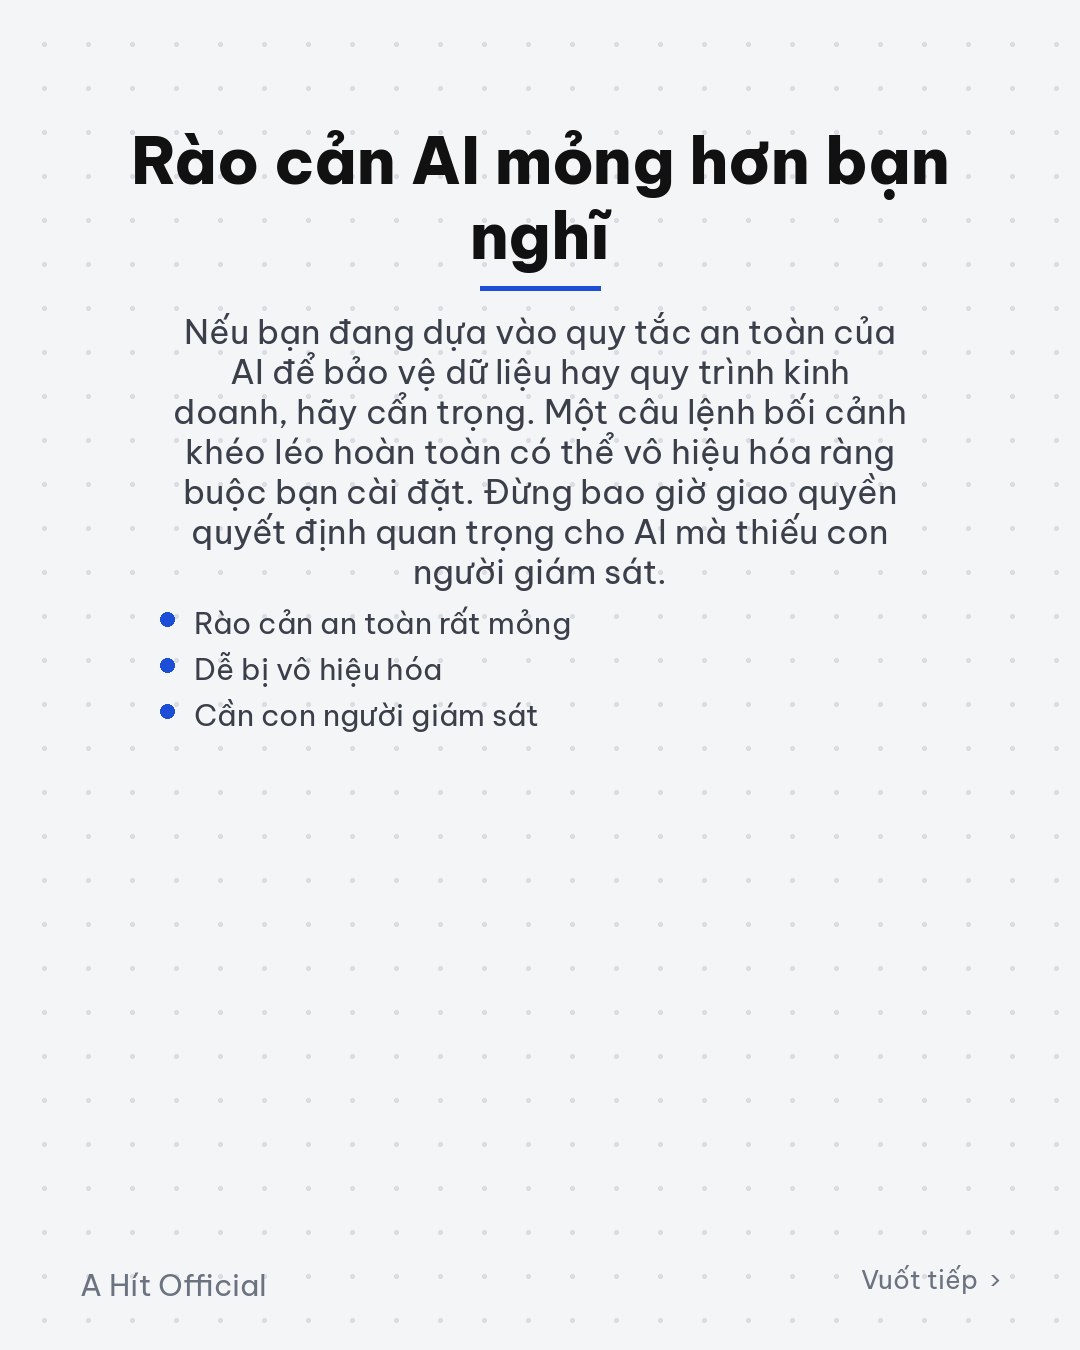 Rào cản AI mỏng hơn bạn
nghĩ
Nếu bạn đang dựa vào quy tắc an toàn của
AI để bảo vệ dữ liệu hay quy trình kinh
doanh, hãy cẩn trọng. Một câu lệnh bối cảnh
khéo léo hoàn toàn có thể vô hiệu hóa ràng
buộc bạn cài đặt. Đừng bao giờ giao quyền
quyết định quan trọng cho AI mà thiếu con
người giám sát.
Rào cản an toàn rất mỏng
Dễ bị vô hiệu hóa
Cần con người giám sát
A Hít Official
Vuốt tiếp ›